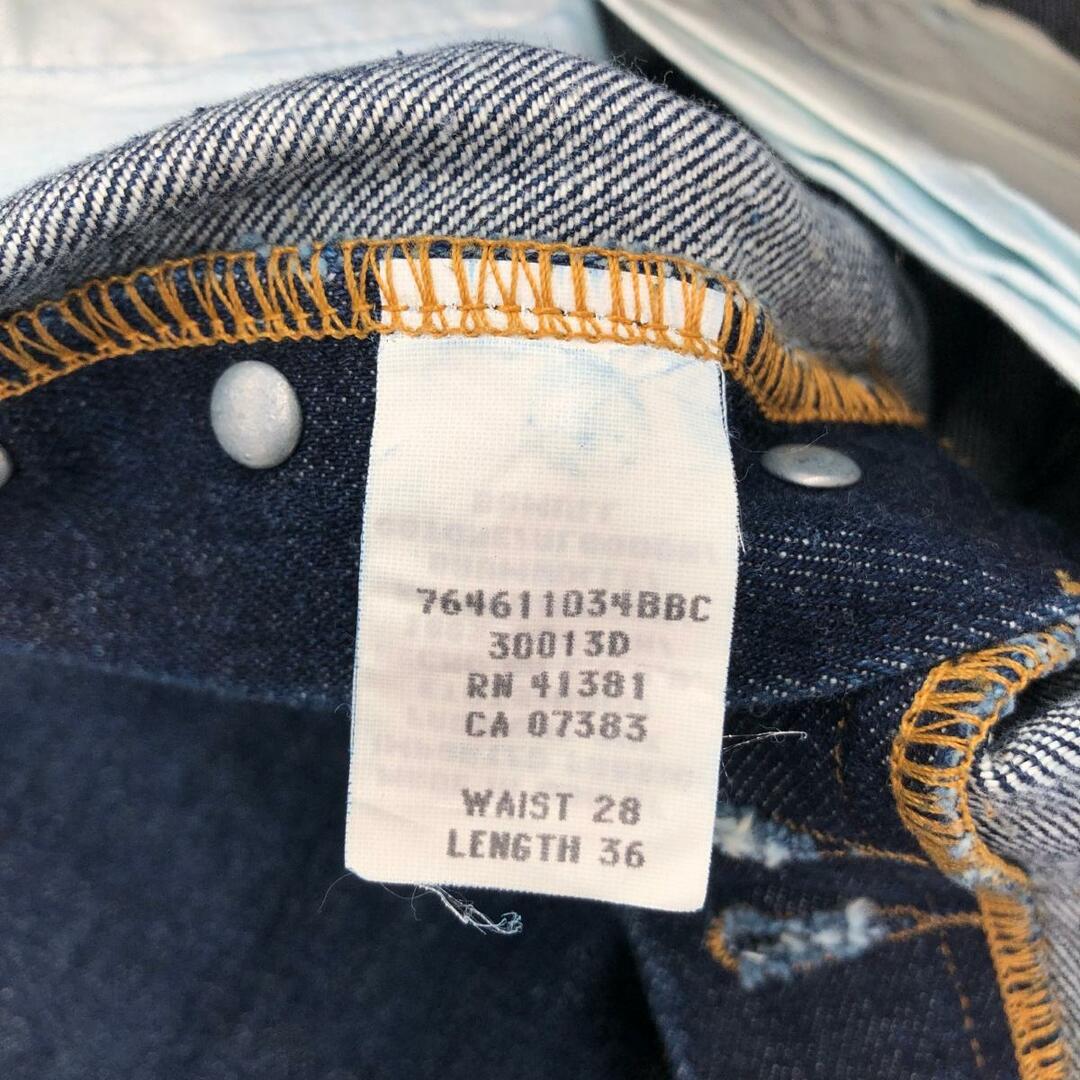 764611034BBC
30013D
RN 41381
CA 07383
WAIST 28
LENGTH 36